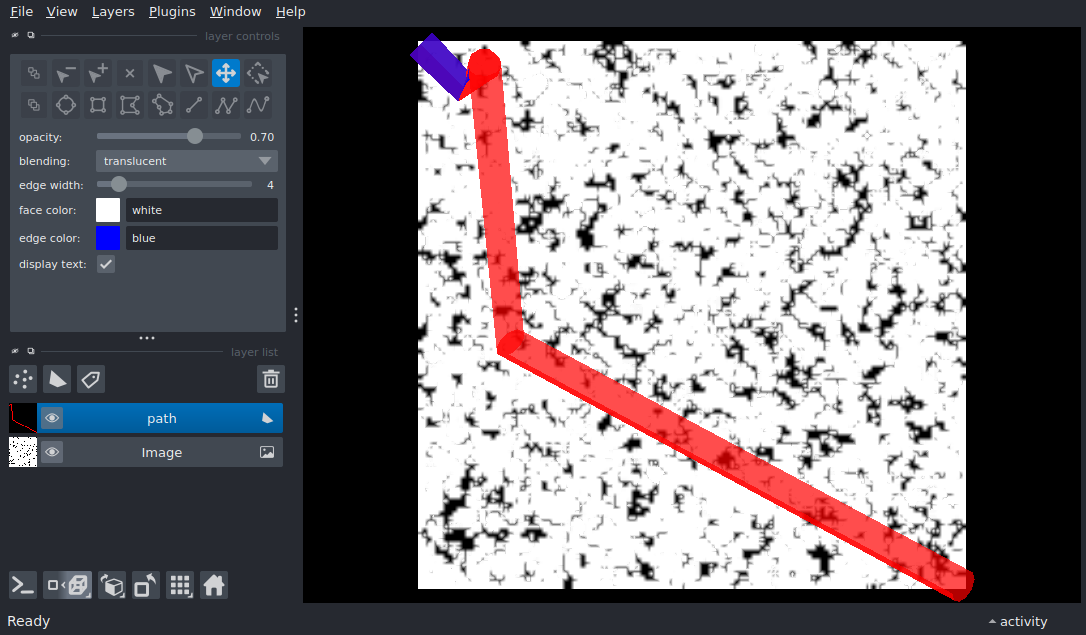 File View Layers Plugins Window Help
layer controls
opacity: 0.70
blending: translucent
edge width: 4
face color: white
edge color: blue
display text:
layer list
path
Image
Ready activity